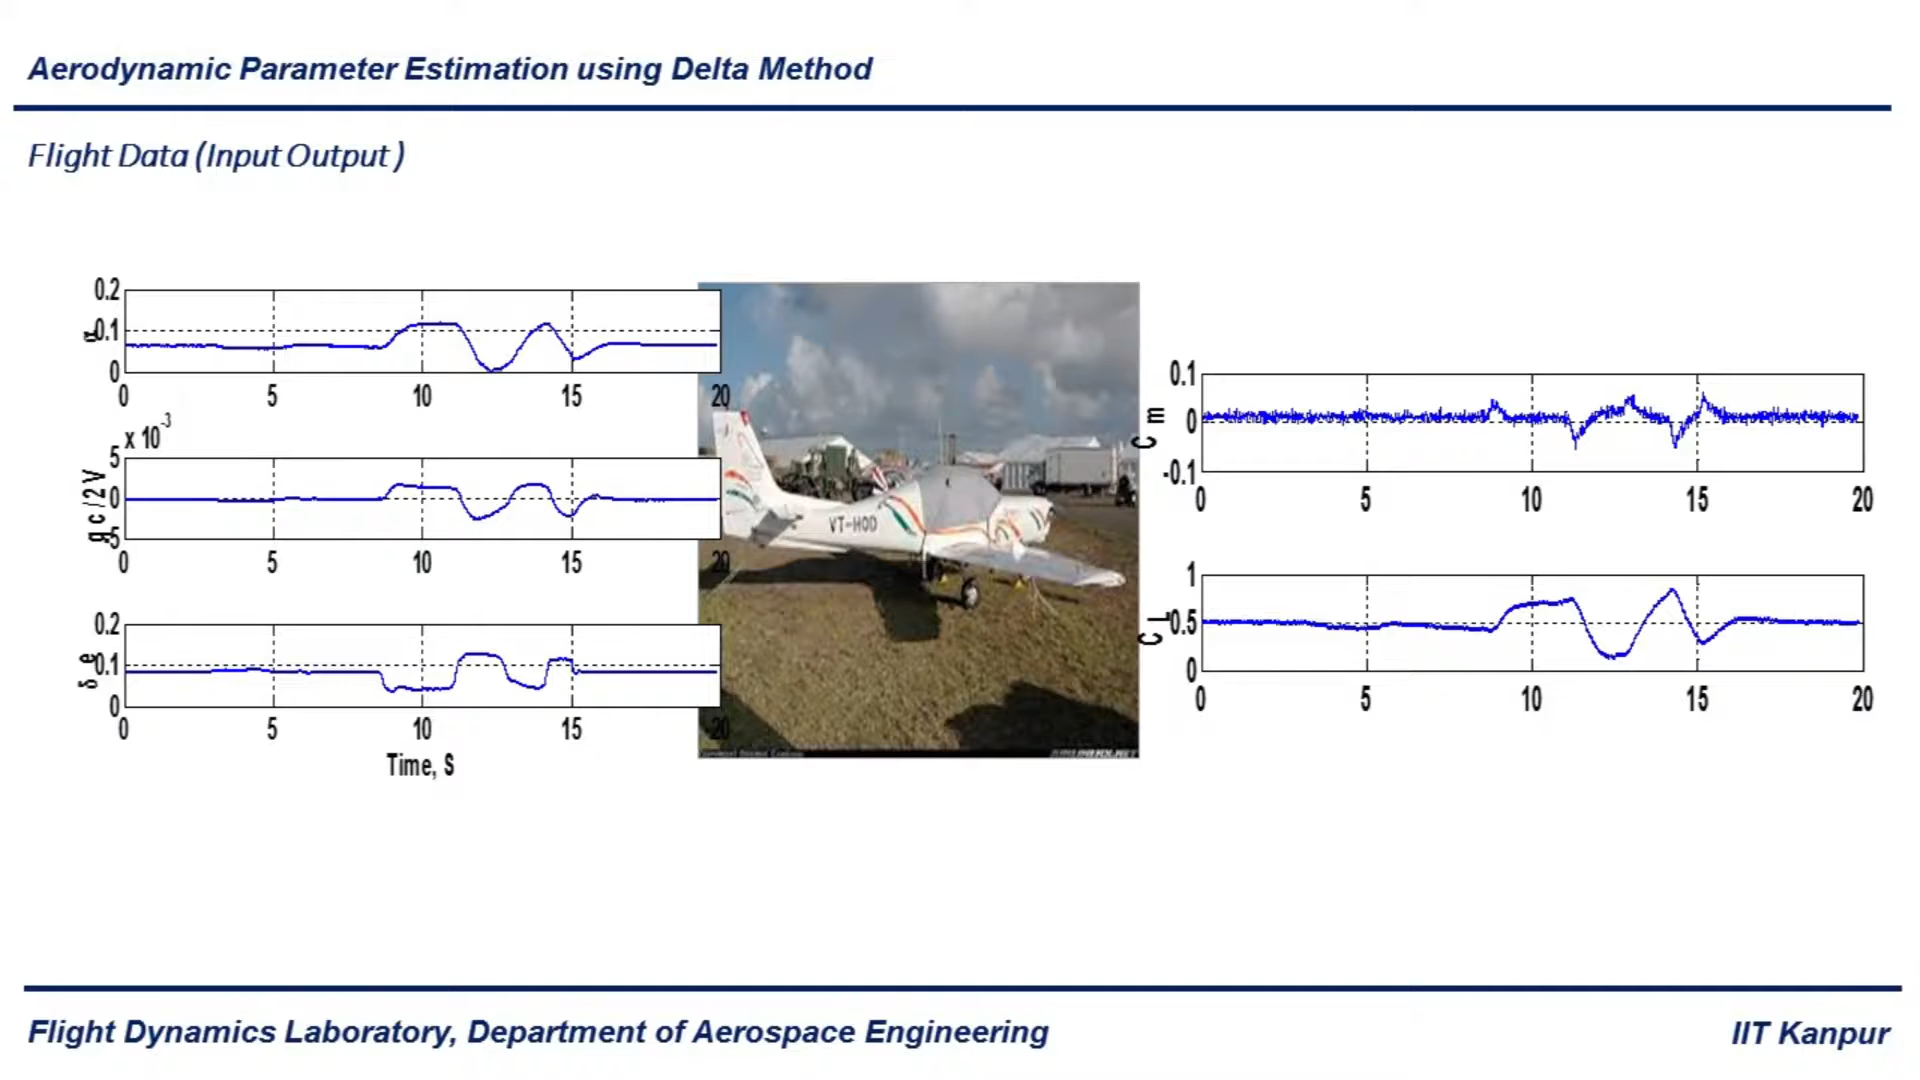 Aerodynamic Parameter Estimation using Delta Method
Flight Data (Input Output )
0.2
0.1
0
α
0 5 10 15 20
x 10-3
5
0
-5
q c /2 V
0 5 10 15 20
0.2
0.1
0
δ e
0 5 10 15 20
Time, S
VT-HOD
0.1
0
-0.1
C m
0 5 10 15 20
1
0.5
0
C L
0 5 10 15 20
Flight Dynamics Laboratory, Department of Aerospace Engineering
IIT Kanpur